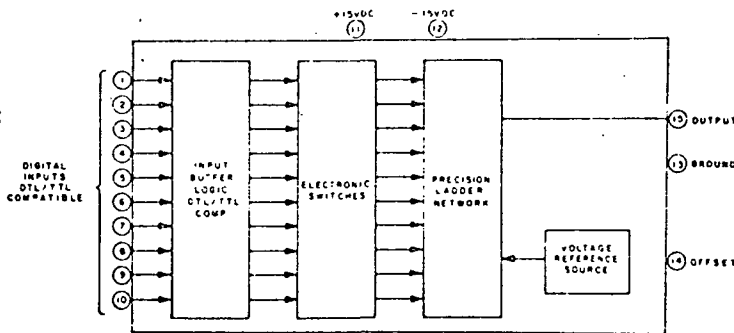 +15VDC
-15VDC
11
12
1
2
3
4
5
6
7
8
9
10
DIGITAL
INPUTS
DTL/TTL
COMPATIBLE
INPUT
BUFFER
LOGIC
DTL/TTL
COMP
ELECTRONIC
SWITCHES
PRECISION
LADDER
NETWORK
VOLTAGE
REFERENCE
SOURCE
15 OUTPUT
13 GROUND
14 OFFSET